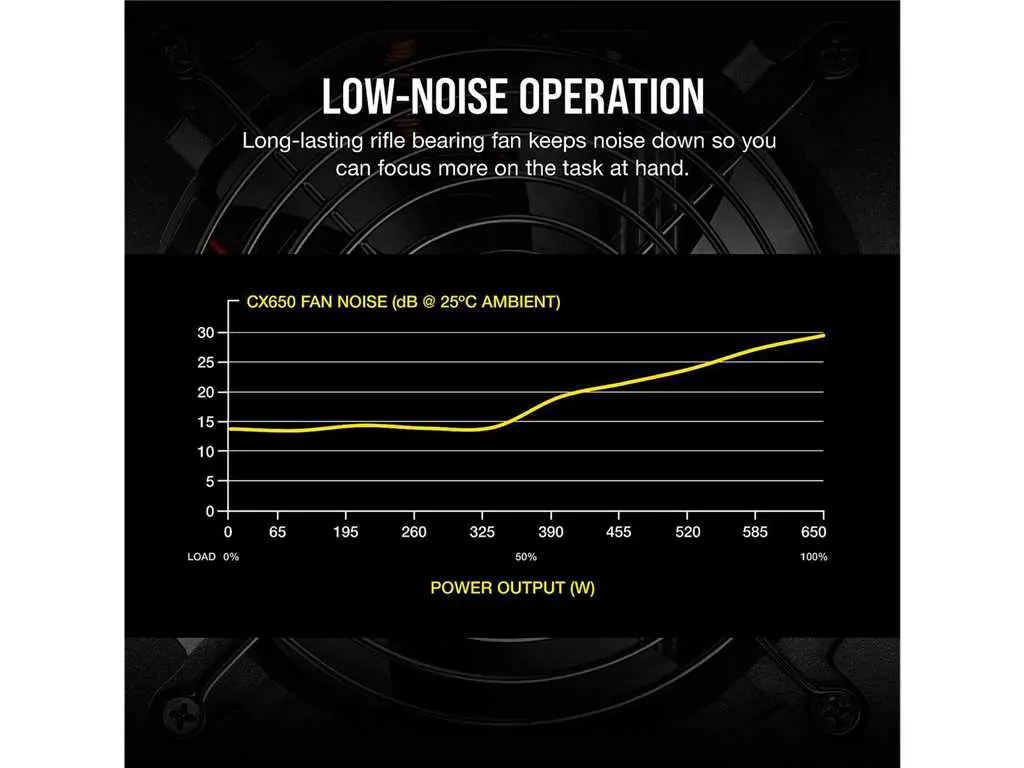 LOW-NOISE OPERATION
Long-lasting rifle bearing fan keeps noise down so you
can focus more on the task at hand.
CX650 FAN NOISE (dB @ 25ºC AMBIENT)
30
25
20
15
10
5
0
0 65 195 260 325 390 455 520 585 650
LOAD 0% 50% 100%
POWER OUTPUT (W)